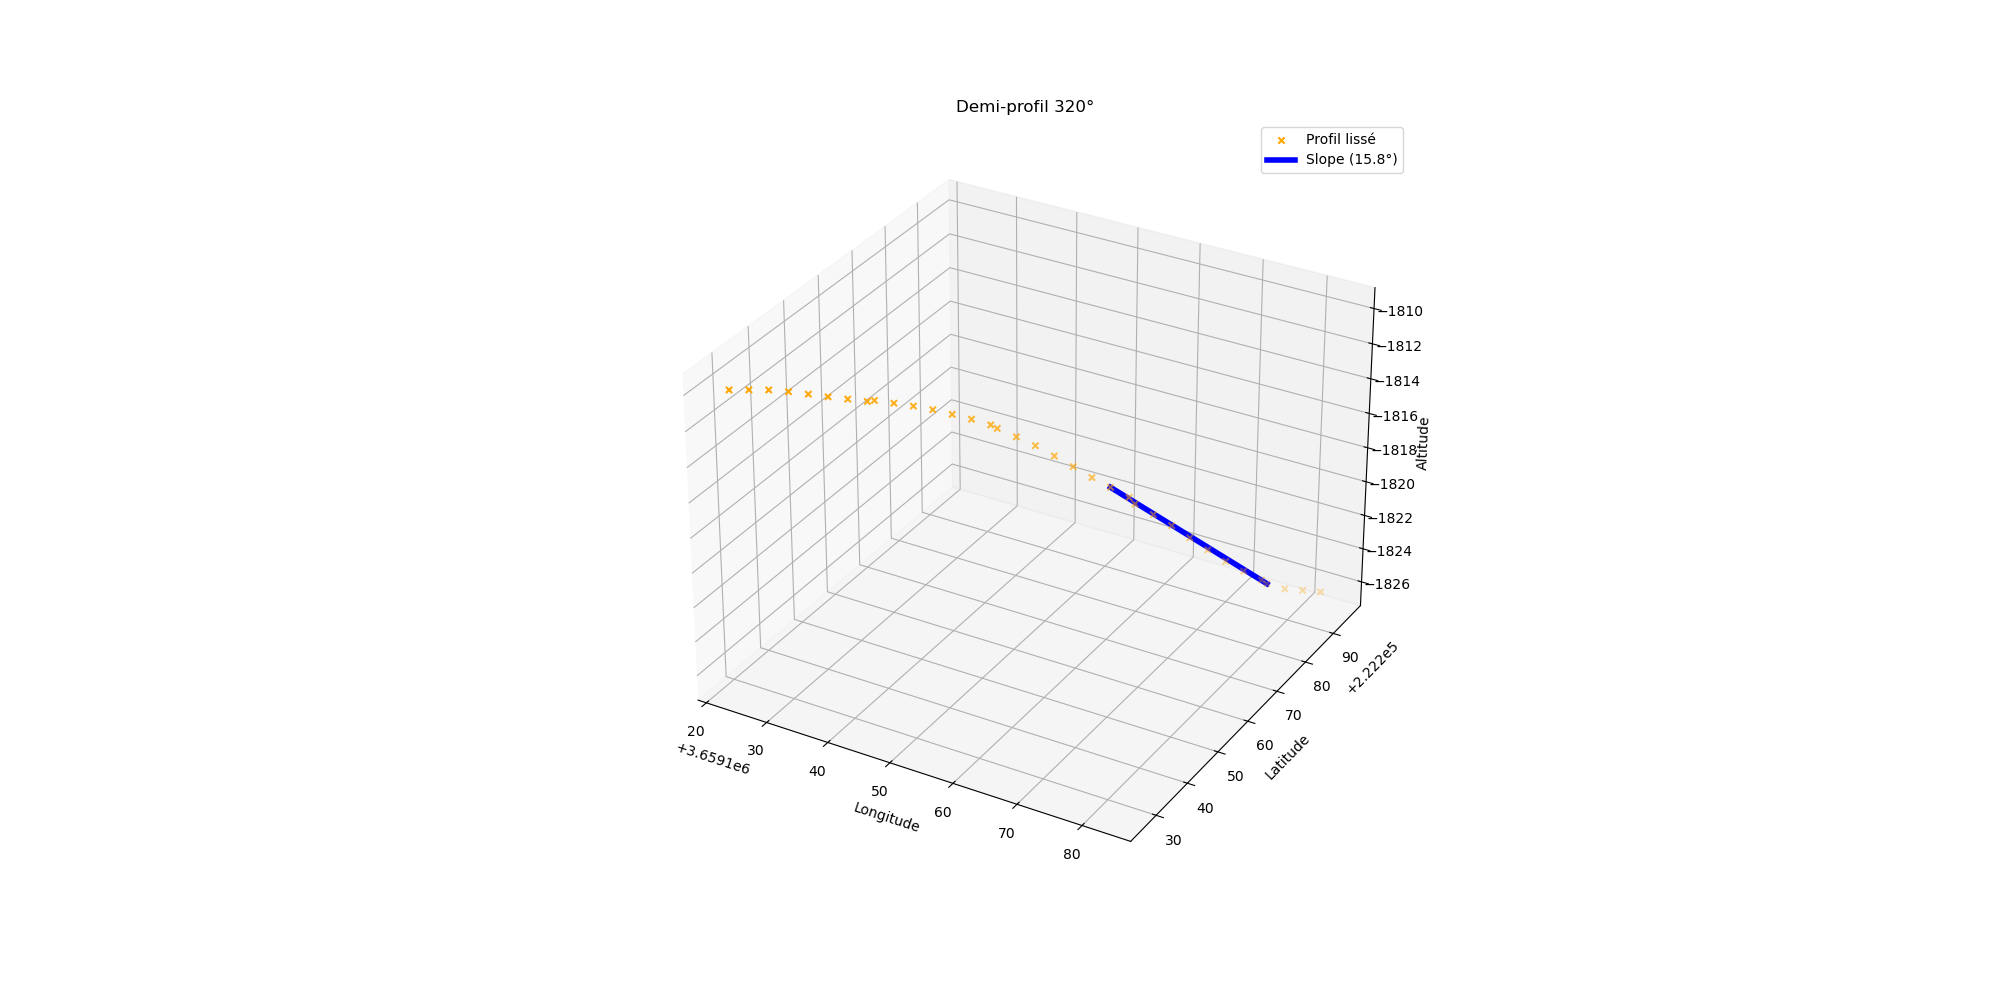 Demi-profil 320°
Profil lissé
Slope (15.8°)
−1810
−1812
−1814
−1816
−1818
−1820
−1822
−1824
−1826
Altitude
90
80
70
60
50
40
30
+2.222e5
Latitude
20
30
40
50
60
70
80
+3.6591e6
Longitude